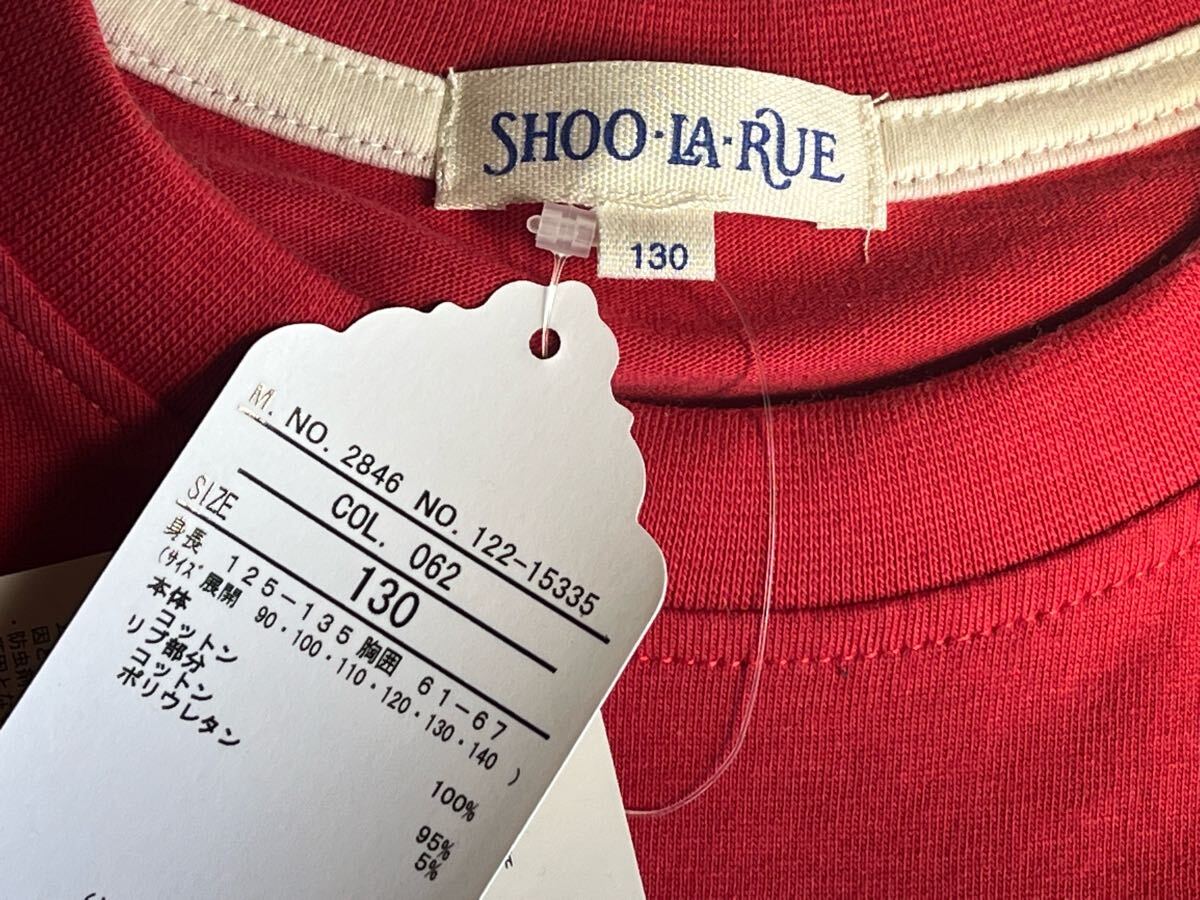 SHOO·LA·RUE
130
M. NO. 2846 NO. 122-15335
COL. 062
SIZE 130
身長 125-135 胸囲 61-67
(サイズ展開 90・100・110・120・130・140 )
本体
コットン 100%
リブ部分
コットン 95%
ポリウレタン 5%